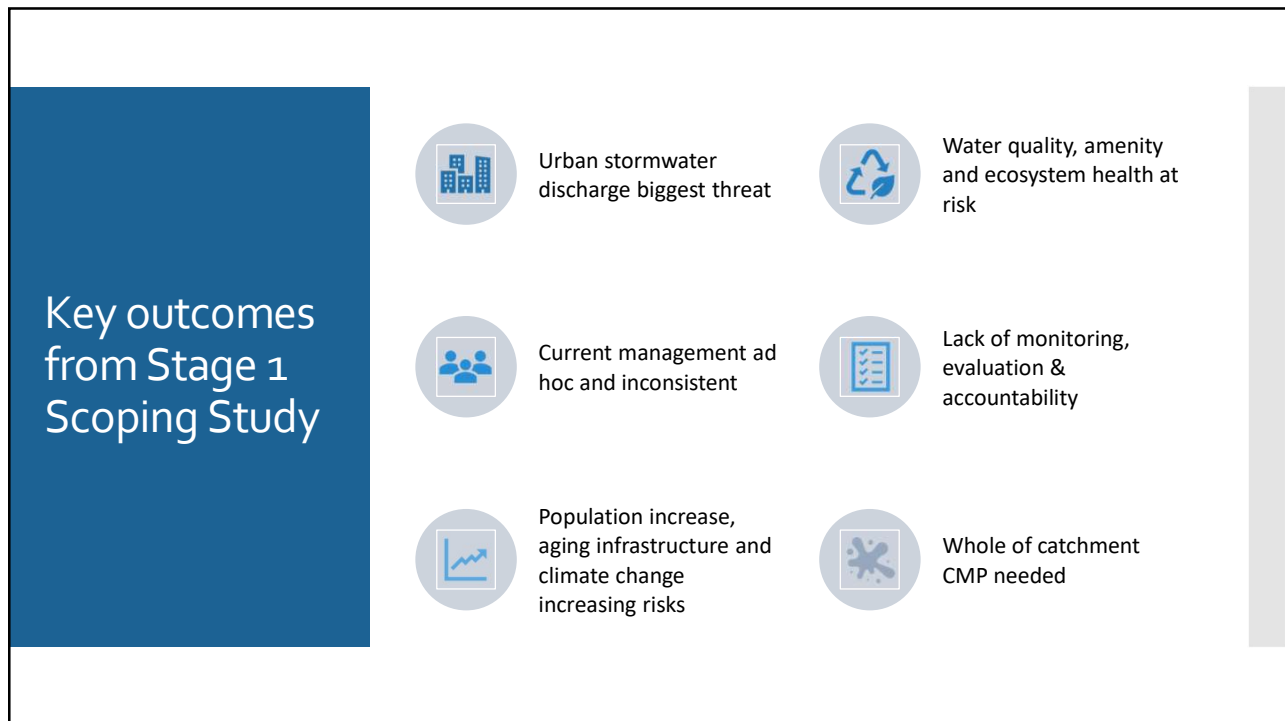 Key outcomes
from Stage 1
Scoping Study
Urban stormwater
discharge biggest threat
Water quality, amenity
and ecosystem health at
risk
Current management ad
hoc and inconsistent
Lack of monitoring,
evaluation &
accountability
Population increase,
aging infrastructure and
climate change
increasing risks
Whole of catchment
CMP needed